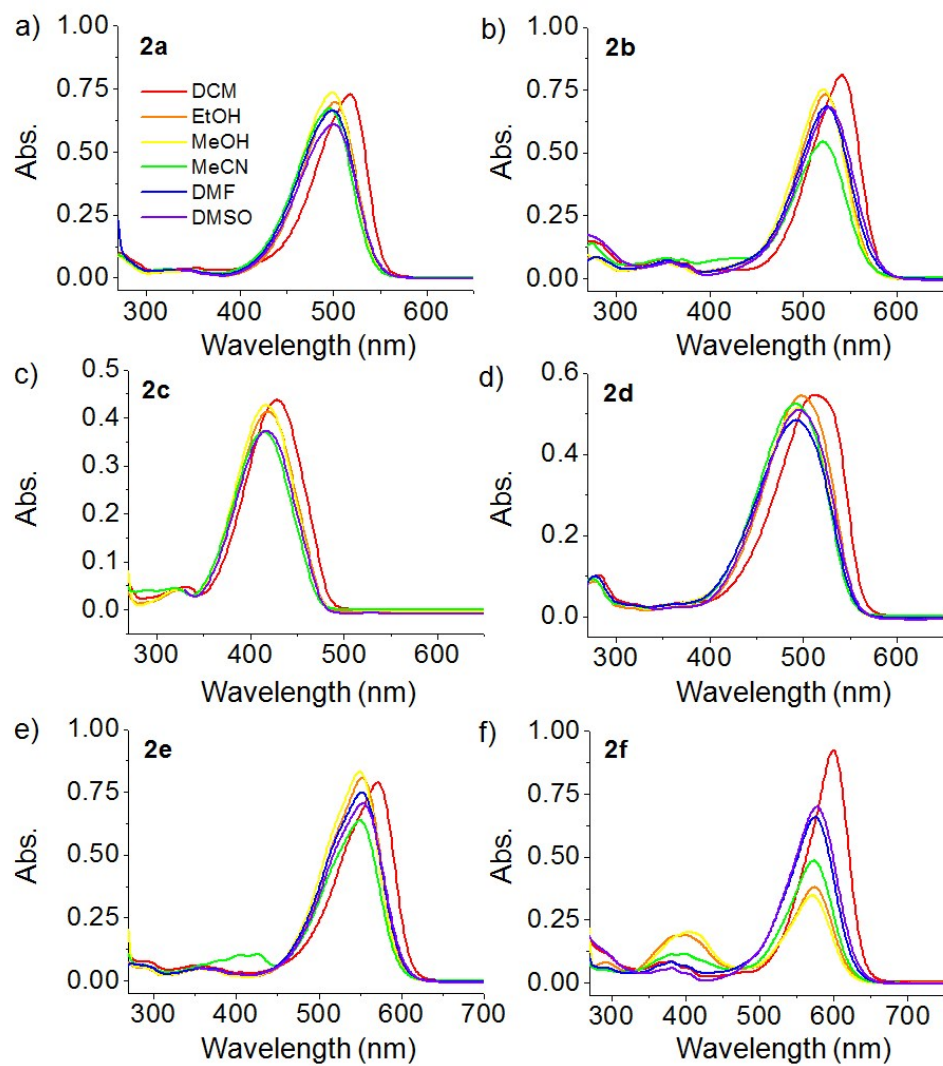 a)
2a
1.00
0.75
0.50
0.25
0.00
Abs.
DCM
EtOH
MeOH
MeCN
DMF
DMSO
300 400 500 600
Wavelength (nm)
b)
2b
1.00
0.75
0.50
0.25
0.00
Abs.
300 400 500 600
Wavelength (nm)
c)
2c
0.5
0.4
0.3
0.2
0.1
0.0
Abs.
300 400 500 600
Wavelength (nm)
d)
2d
0.6
0.4
0.2
0.0
Abs.
300 400 500 600
Wavelength (nm)
e)
2e
1.00
0.75
0.50
0.25
0.00
Abs.
300 400 500 600 700
Wavelength (nm)
f)
2f
1.00
0.75
0.50
0.25
0.00
Abs.
300 400 500 600 700
Wavelength (nm)